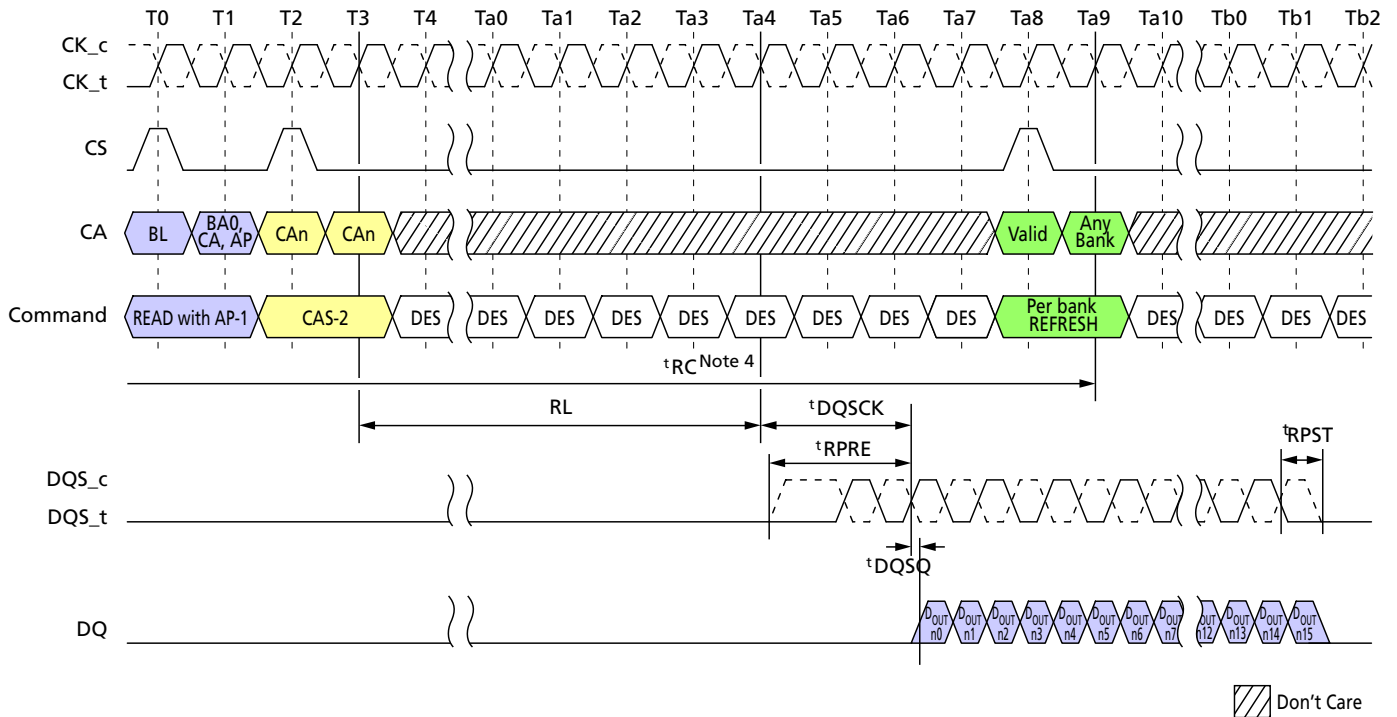 T0 T1 T2 T3 T4 Ta0 Ta1 Ta2 Ta3 Ta4 Ta5 Ta6 Ta7 Ta8 Ta9 Ta10 Tb0 Tb1 Tb2
CK_c
CK_t
CS
CA BL BA0, CA, AP CAn CAn Valid Any Bank
Command READ with AP-1 CAS-2 DES DES DES DES DES DES DES DES DES Per bank REFRESH DES DES DES DES
tRC Note 4
RL tDQSCK
tRPRE tRPST
DQS_c
DQS_t
tDQSQ
DQ DOUT n0 DOUT n1 DOUT n2 DOUT n3 DOUT n4 DOUT n5 DOUT n6 DOUT n7 DOUT n12 DOUT n13 DOUT n14 DOUT n15
Don't Care